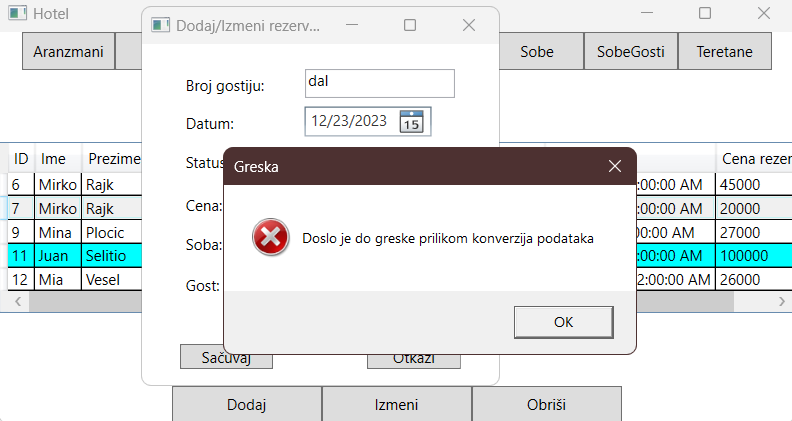 Hotel
Dodaj/Izmeni rezerv...
Aranzmani
Sobe
SobeGosti
Teretane
Broj gostiju:
dal
Datum:
12/23/2023
15
Status
Cena:
Soba:
Gost:
Greska
Doslo je do greske prilikom konverzija podataka
OK
ID Ime Prezime Cena rezer
6 Mirko Rajk :00:00 AM 45000
7 Mirko Rajk :00:00 AM 20000
9 Mina Plocic :00:00 AM 27000
11 Juan Selitio :00:00 AM 100000
12 Mia Vesel 2:00:00 AM 26000
Sačuvaj
Otkaži
Dodaj
Izmeni
Obriši